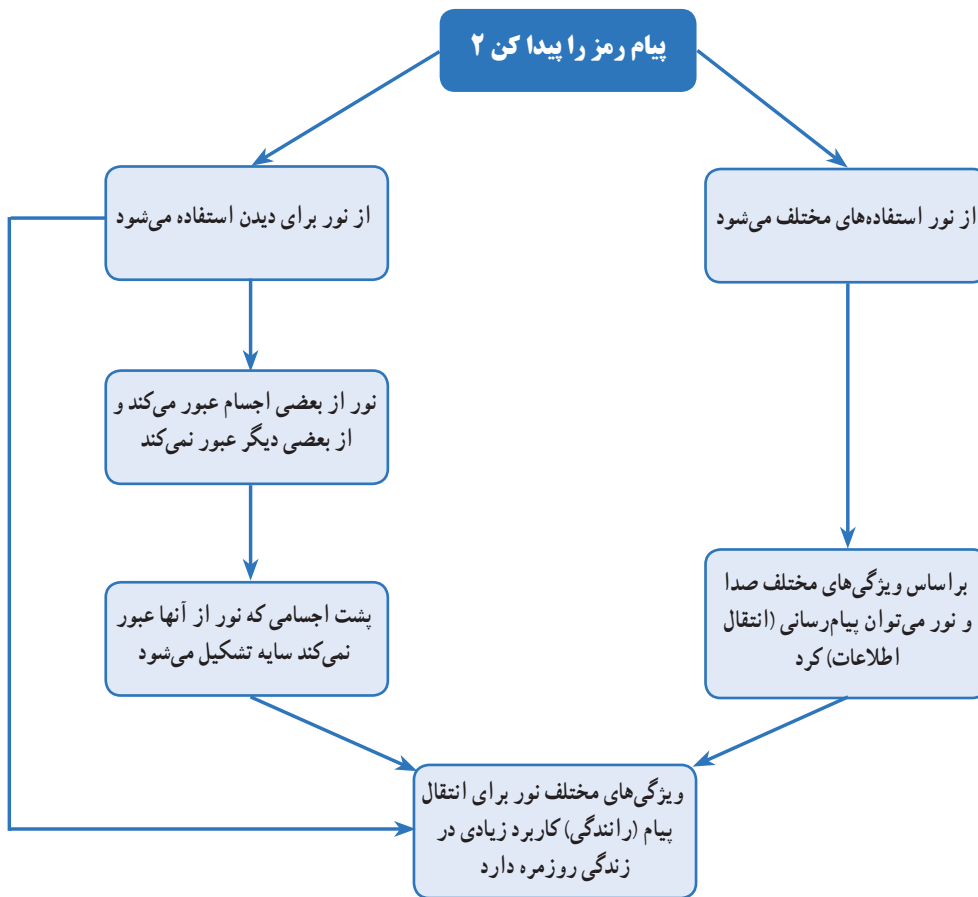 پیام رمز را پیدا کن ۲
از نور استفاده‌های مختلف می‌شود
از نور برای دیدن استفاده می‌شود
نور از بعضی اجسام عبور می‌کند و
از بعضی دیگر عبور نمی‌کند
براساس ویژگی‌های مختلف صدا
و نور می‌توان پیام‌رسانی (انتقال
اطلاعات) کرد
پشت اجسامی که نور از آنها عبور
نمی‌کند سایه تشکیل می‌شود
ویژگی‌های مختلف نور برای انتقال
پیام (رانندگی) کاربرد زیادی در
زندگی روزمره دارد